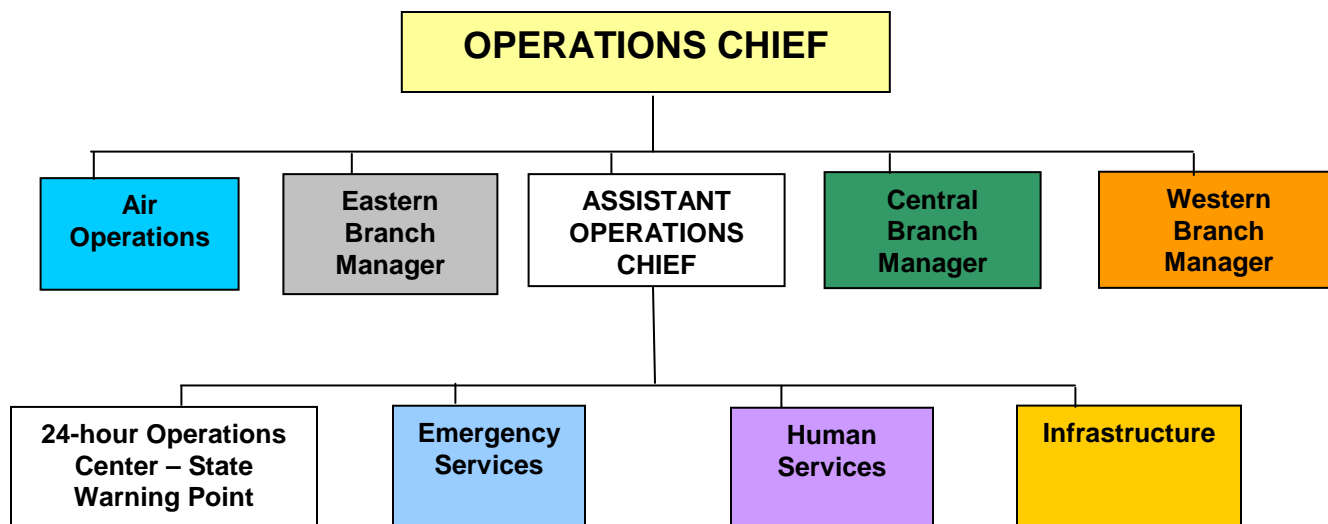 OPERATIONS CHIEF
Air
Operations
Eastern
Branch
Manager
ASSISTANT
OPERATIONS
CHIEF
Central
Branch
Manager
Western
Branch
Manager
24-hour Operations
Center – State
Warning Point
Emergency
Services
Human
Services
Infrastructure